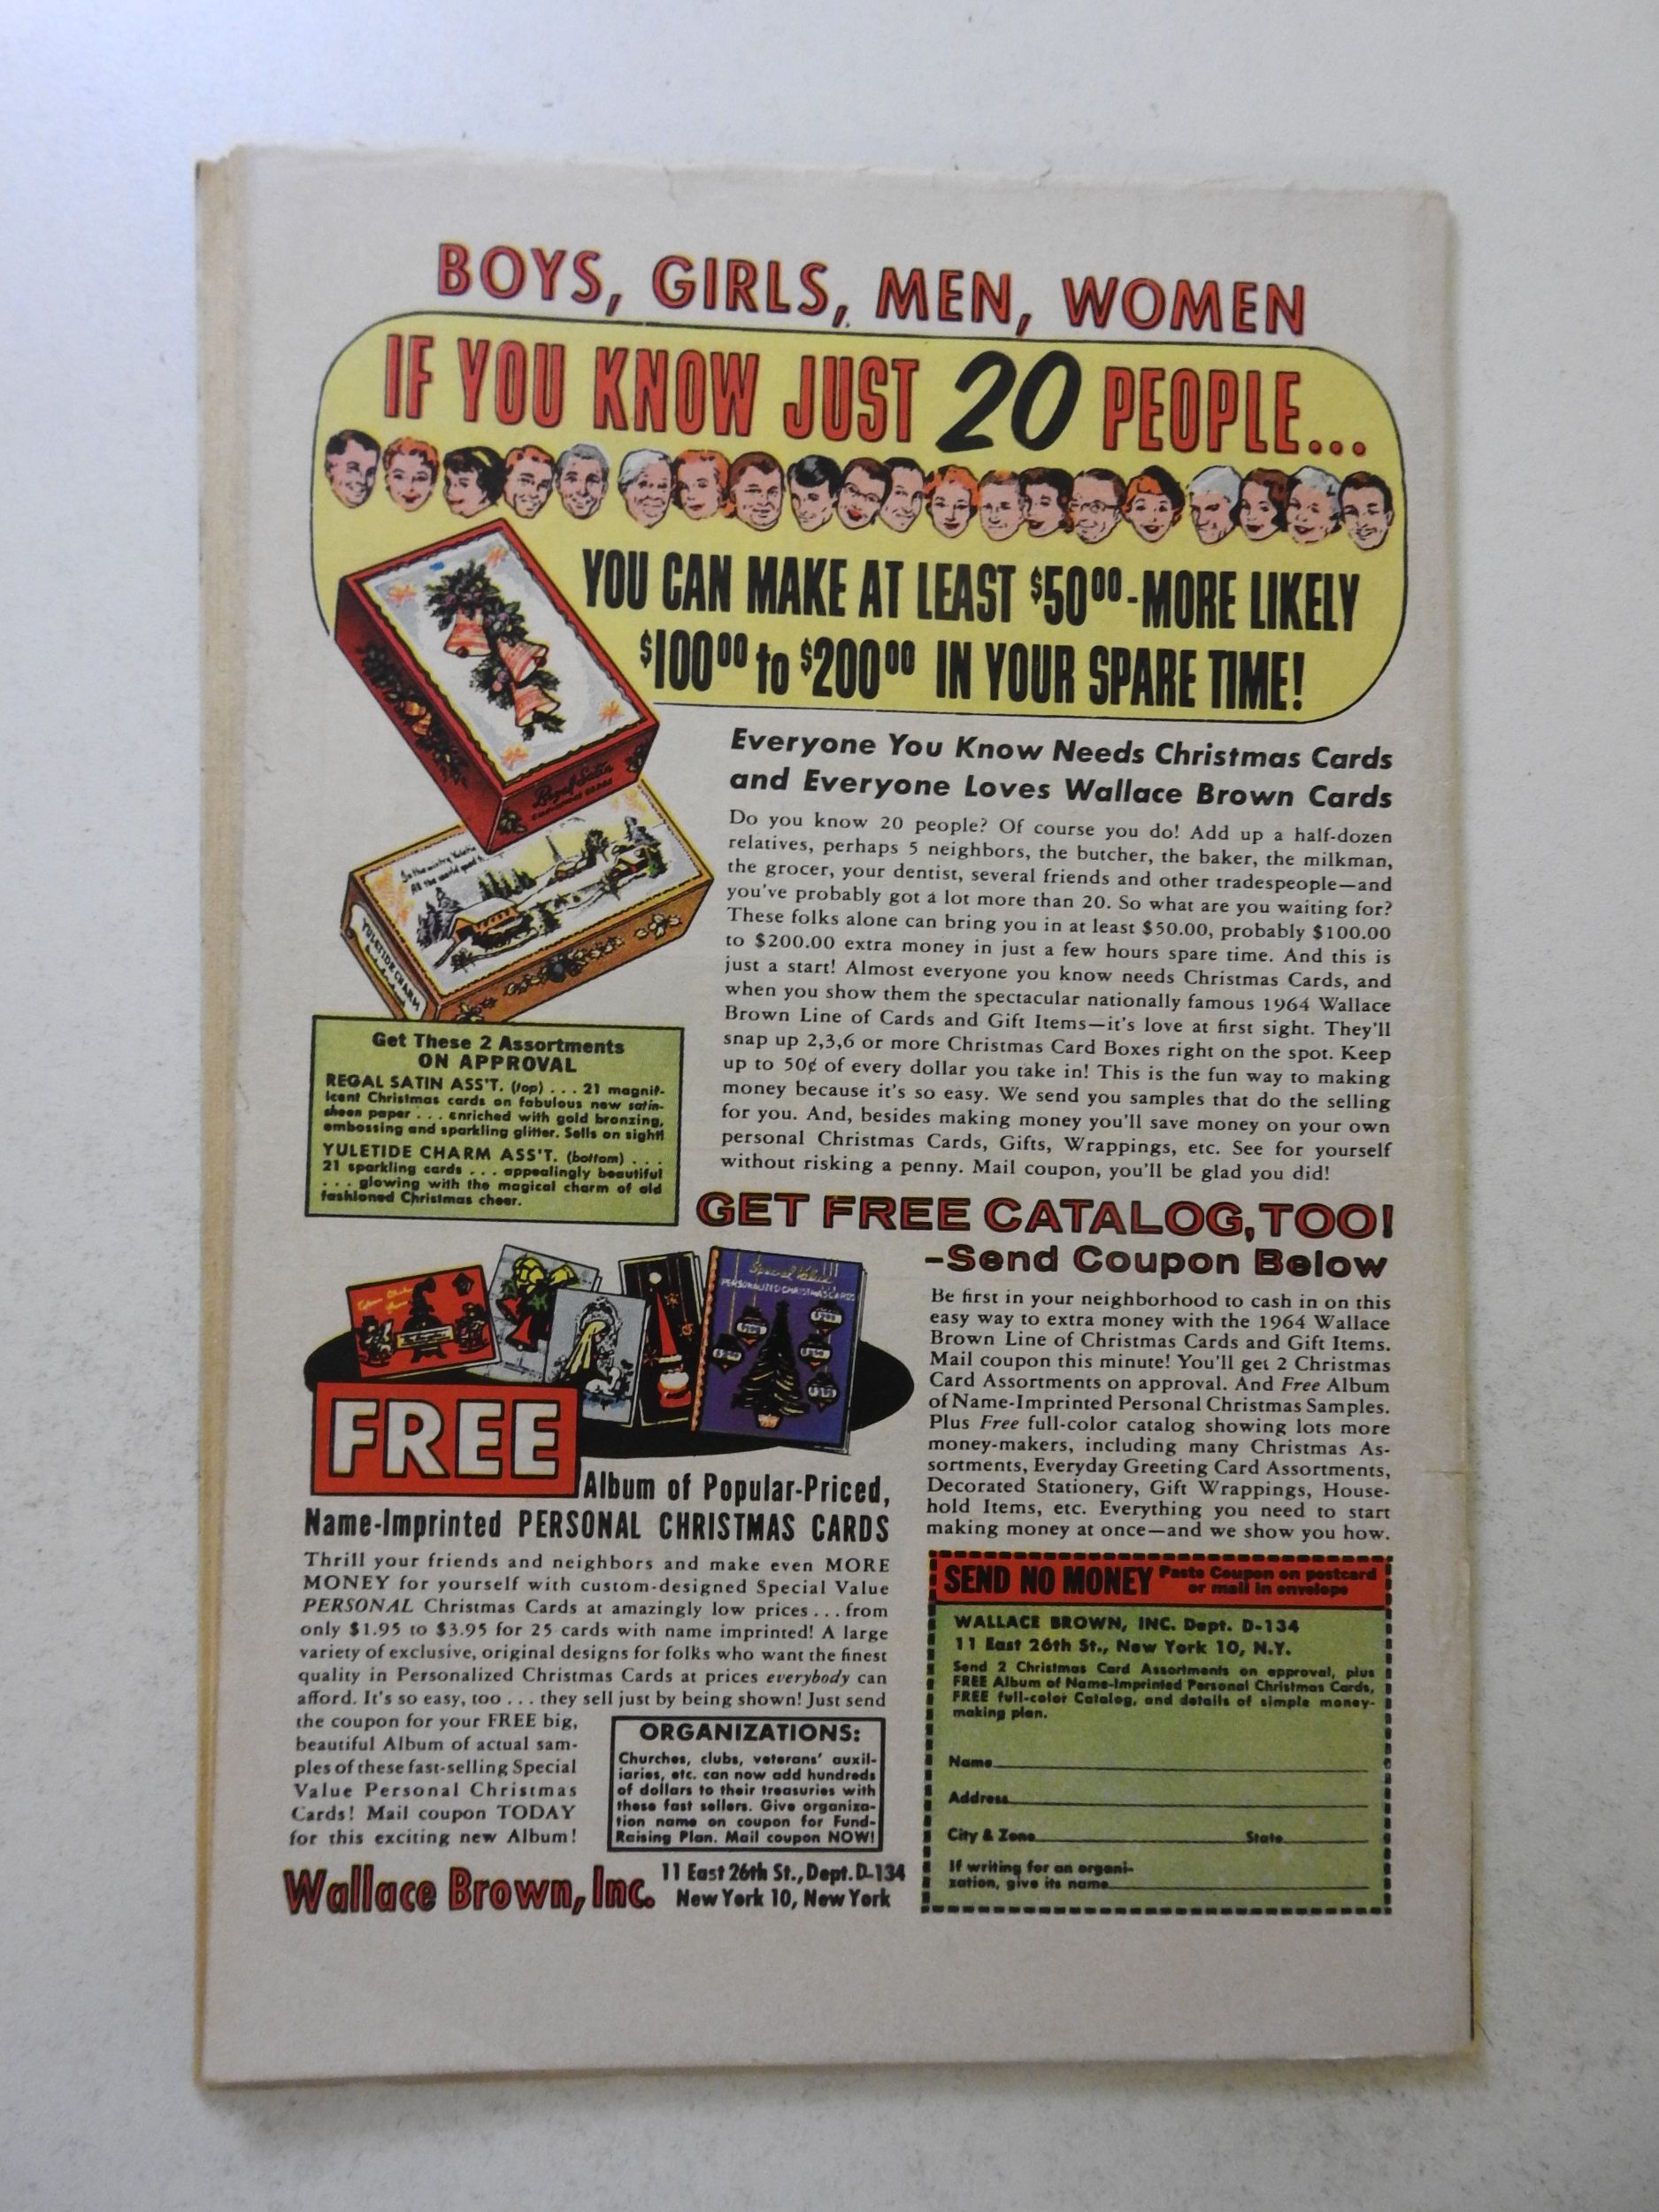 BOYS, GIRLS, MEN, WOMEN
IF YOU KNOW JUST 20 PEOPLE...
YOU CAN MAKE AT LEAST $50.00 - MORE LIKELY
$100.00 to $200.00 IN YOUR SPARE TIME!
Regal Satin
CHRISTMAS CARDS
YULETIDE CHARM
Everyone You Know Needs Christmas Cards
and Everyone Loves Wallace Brown Cards
Do you know 20 people? Of course you do! Add up a half-dozen
relatives, perhaps 5 neighbors, the butcher, the baker, the milkman,
the grocer, your dentist, several friends and other tradespeople—and
you've probably got a lot more than 20. So what are you waiting for?
These folks alone can bring you in at least $50.00, probably $100.00
to $200.00 extra money in just a few hours spare time. And this is
just a start! Almost everyone you know needs Christmas Cards, and
when you show them the spectacular nationally famous 1964 Wallace
Brown Line of Cards and Gift Items—it's love at first sight. They'll
snap up 2,3,6 or more Christmas Card Boxes right on the spot. Keep
up to 50¢ of every dollar you take in! This is the fun way to making
money because it's so easy. We send you samples that do the selling
for you. And, besides making money you'll save money on your own
personal Christmas Cards, Gifts, Wrappings, etc. See for yourself
without risking a penny. Mail coupon, you'll be glad you did!
Get These 2 Assortments
ON APPROVAL
REGAL SATIN ASS'T. (top) . . . 21 magnif-
icent Christmas cards on fabulous new satin-
sheen paper . . . enriched with gold bronzing,
embossing and sparkling glitter. Sells on sight!
YULETIDE CHARM ASS'T. (bottom) . . .
21 sparkling cards . . . appealingly beautiful
. . . glowing with the magical charm of old
fashioned Christmas cheer.
GET FREE CATALOG, TOO!
-Send Coupon Below
Be first in your neighborhood to cash in on this
easy way to extra money with the 1964 Wallace
Brown Line of Christmas Cards and Gift Items.
Mail coupon this minute! You'll get 2 Christmas
Card Assortments on approval. And Free Album
of Name-Imprinted Personal Christmas Samples.
Plus Free full-color catalog showing lots more
money-makers, including many Christmas As-
sortments, Everyday Greeting Card Assortments,
Decorated Stationery, Gift Wrappings, House-
hold Items, etc. Everything you need to start
making money at once—and we show you how.
Special Value
PERSONALIZED CHRISTMAS CARDS
FREE
Album of Popular-Priced,
Name-Imprinted PERSONAL CHRISTMAS CARDS
Thrill your friends and neighbors and make even MORE
MONEY for yourself with custom-designed Special Value
PERSONAL Christmas Cards at amazingly low prices . . . from
only $1.95 to $3.95 for 25 cards with name imprinted! A large
variety of exclusive, original designs for folks who want the finest
quality in Personalized Christmas Cards at prices everybody can
afford. It's so easy, too . . . they sell just by being shown! Just send
the coupon for your FREE big,
beautiful Album of actual sam-
ples of these fast-selling Special
Value Personal Christmas
Cards! Mail coupon TODAY
for this exciting new Album!
ORGANIZATIONS:
Churches, clubs, veterans' auxil-
iaries, etc. can now add hundreds
of dollars to their treasuries with
these fast sellers. Give organiza-
tion name on coupon for Fund-
Raising Plan. Mail coupon NOW!
Wallace Brown, Inc.
11 East 26th St., Dept. D-134
New York 10, New York
SEND NO MONEY
Paste Coupon on postcard
or mail in envelope
WALLACE BROWN, INC. Dept. D-134
11 East 26th St., New York 10, N.Y.
Send 2 Christmas Card Assortments on approval, plus
FREE Album of Name-Imprinted Personal Christmas Cards,
FREE full-color Catalog, and details of simple money-
making plan.
Name
Address
City & Zone State
If writing for an organi-
zation, give its name